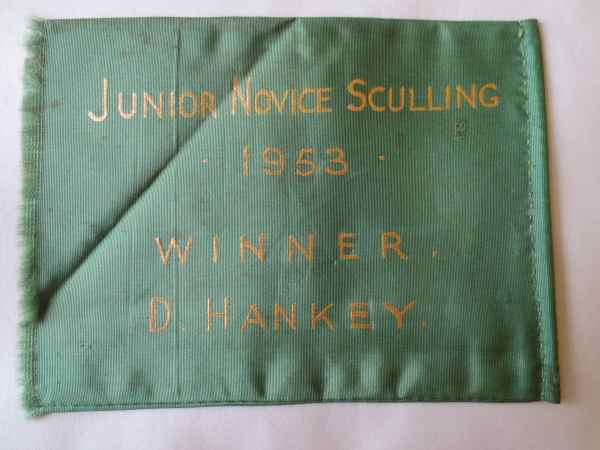 JUNIOR NOVICE SCULLING
· 1953 ·
WINNER.
D. HANKEY.